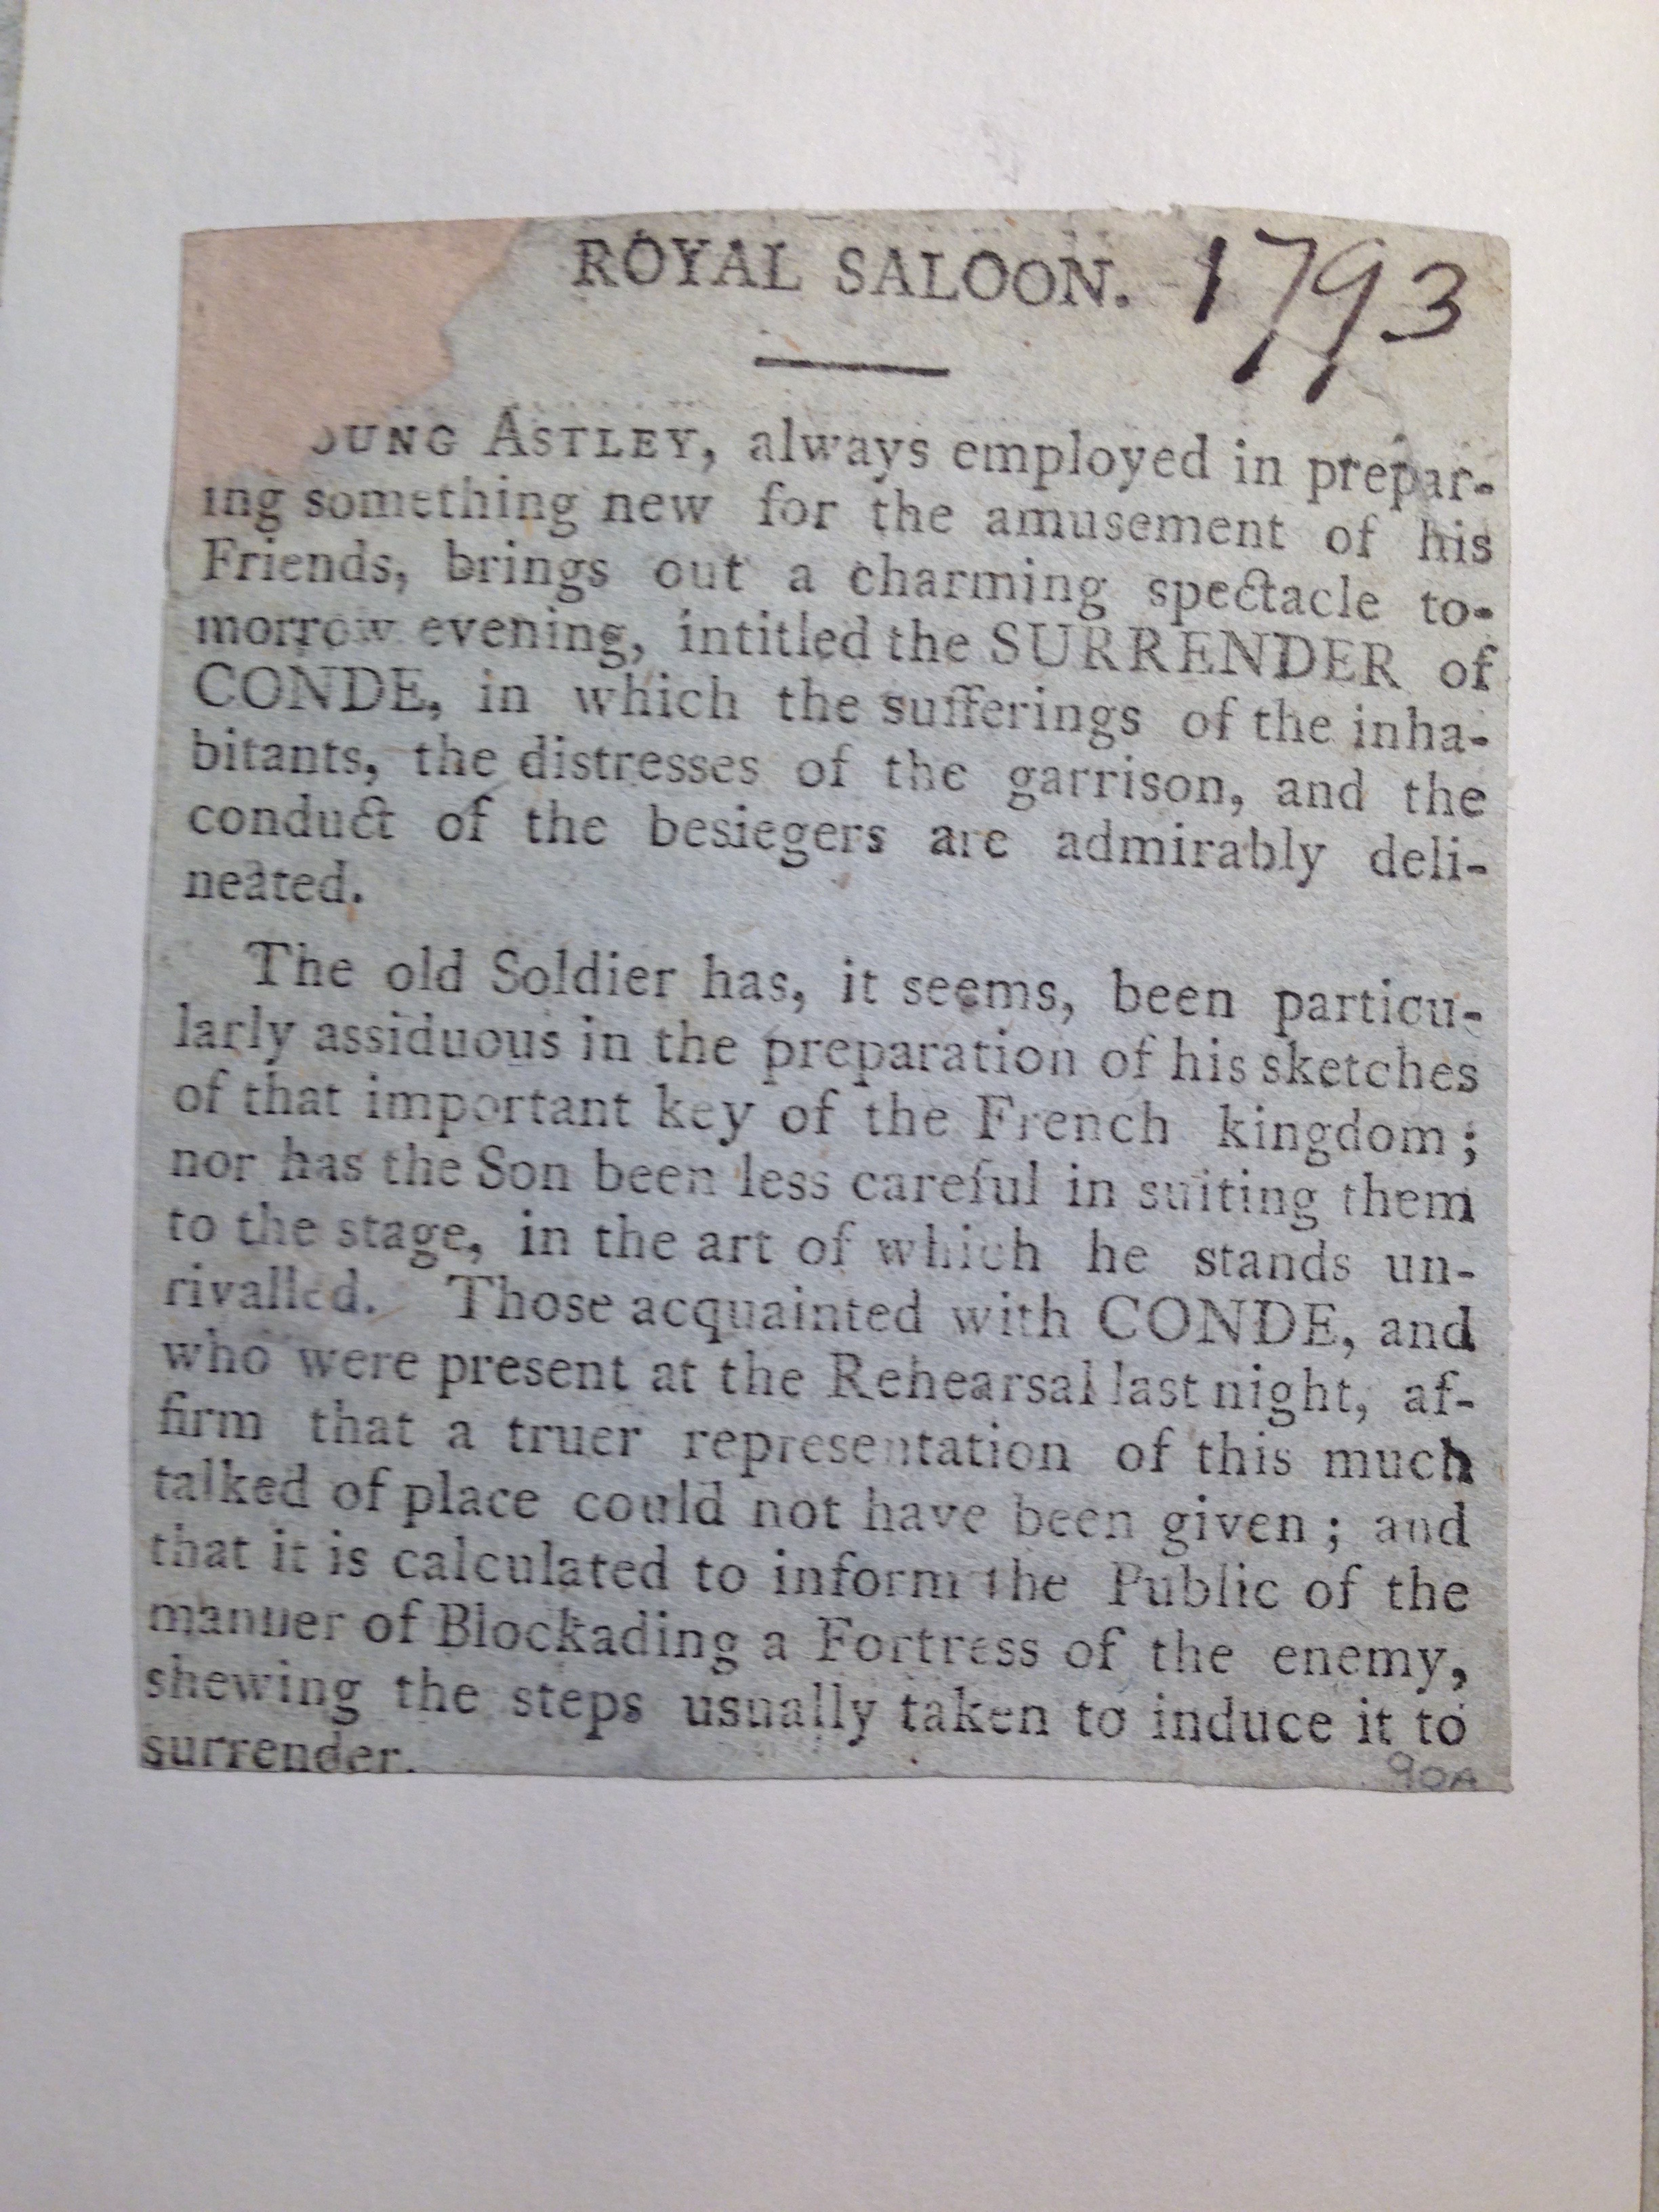 ROYAL SALOON. 1793
OUNG ASTLEY, always employed in prepar-
ing something new for the amusement of his
Friends, brings out a charming spectacle to-
morrow evening, intitled the SURRENDER of
CONDE, in which the sufferings of the inha-
bitants, the distresses of the garrison, and the
conduct of the besiegers are admirably deli-
neated.
The old Soldier has, it seems, been particu-
larly assiduous in the preparation of his sketches
of that important key of the French kingdom;
nor has the Son been less careful in suiting them
to the stage, in the art of which he stands un-
rivalled. Those acquainted with CONDE, and
who were present at the Rehearsal last night, af-
firm that a truer representation of this much
talked of place could not have been given; and
that it is calculated to inform the Public of the
manner of Blockading a Fortress of the enemy,
shewing the steps usually taken to induce it to
surrender.
90A